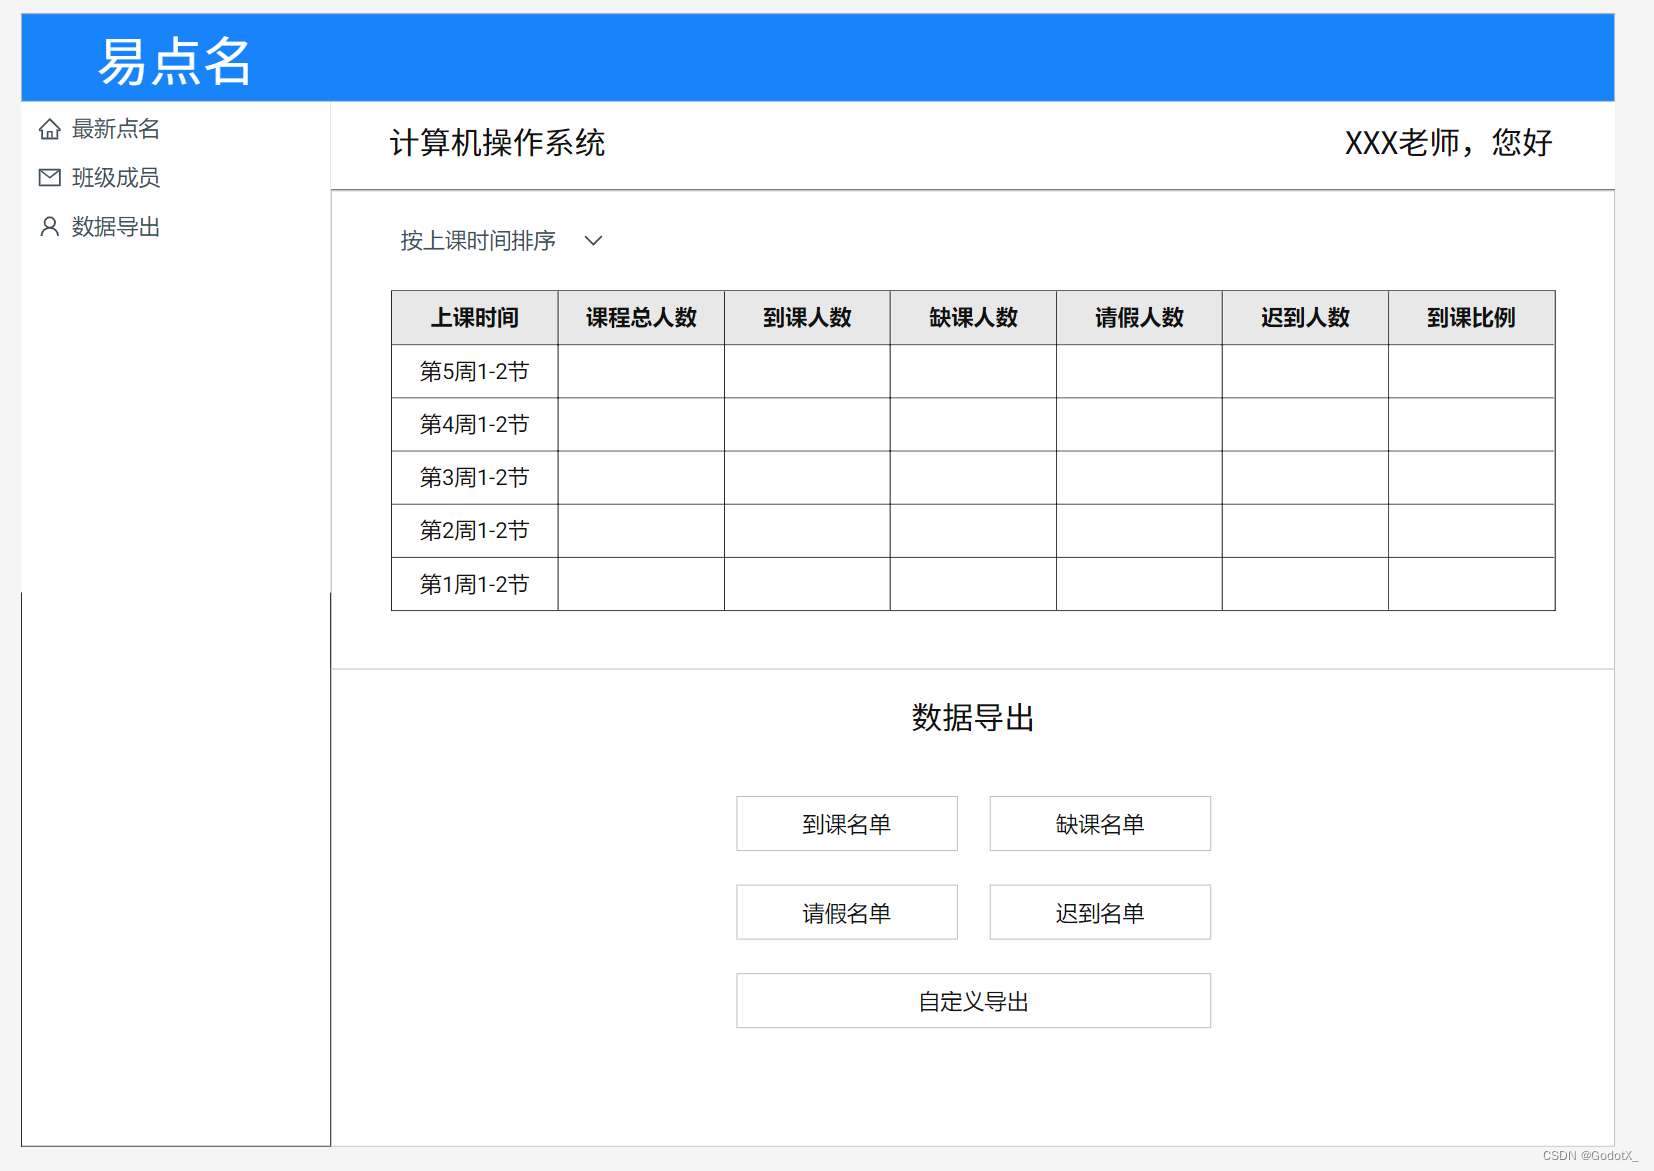 易点名
最新点名
班级成员
数据导出
计算机操作系统
XXX老师，您好
按上课时间排序
上课时间 课程总人数 到课人数 缺课人数 请假人数 迟到人数 到课比例
第5周1-2节
第4周1-2节
第3周1-2节
第2周1-2节
第1周1-2节
数据导出
到课名单 缺课名单
请假名单 迟到名单
自定义导出
CSDN @GodotX_